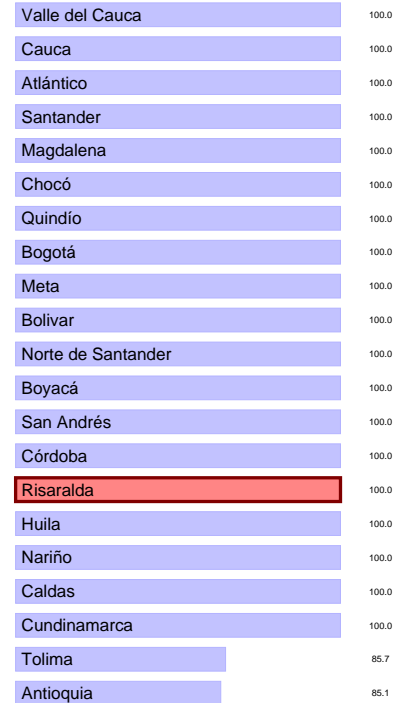 Valle del Cauca 100.0
Cauca 100.0
Atlántico 100.0
Santander 100.0
Magdalena 100.0
Chocó 100.0
Quindío 100.0
Bogotá 100.0
Meta 100.0
Bolivar 100.0
Norte de Santander 100.0
Boyacá 100.0
San Andrés 100.0
Córdoba 100.0
Risaralda 100.0
Huila 100.0
Nariño 100.0
Caldas 100.0
Cundinamarca 100.0
Tolima 85.7
Antioquia 85.1